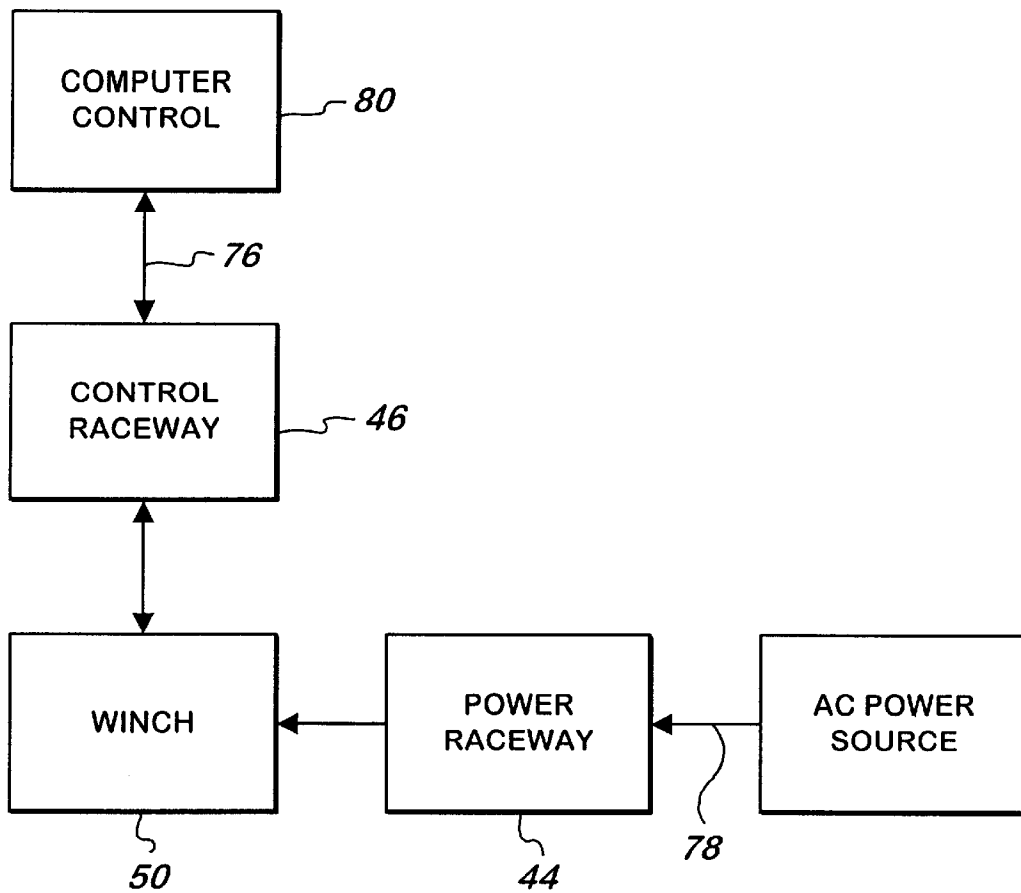 COMPUTER
CONTROL
80
76
CONTROL
RACEWAY
46
WINCH
POWER
RACEWAY
AC POWER
SOURCE
50
44
78